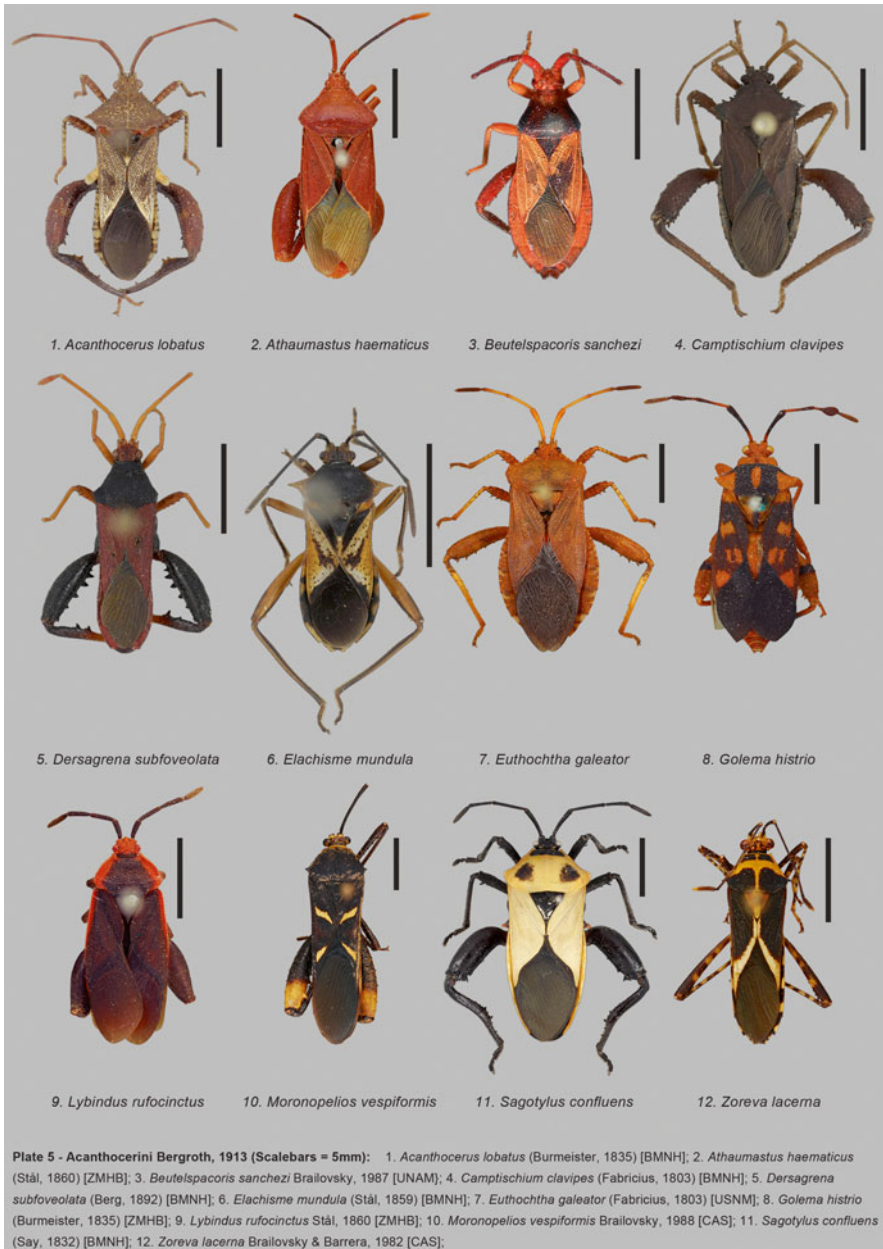 1. Acanthocerus lobatus
2. Athaumastus haematicus
3. Beutelspacoris sanchezi
4. Camptischium clavipes
5. Dersagrena subfoveolata
6. Elachisme mundula
7. Euthochtha galeator
8. Golema histrio
9. Lybindus rufocinctus
10. Moronopelios vespiformis
11. Sagotylus confluens
12. Zoreva lacerna
Plate 5 - Acanthocerini Bergroth, 1913 (Scalebars = 5mm): 1. Acanthocerus lobatus (Burmeister, 1835) [BMNH]; 2. Athaumastus haematicus
(Stål, 1860) [ZMHB]; 3. Beutelspacoris sanchezi Brailovsky, 1987 [UNAM}; 4. Camptischium clavipes (Fabricius, 1803) [BMNH]; 5. Dersagrena
subfoveolata (Berg, 1892) [BMNH]; 6. Elachisme mundula (Stål, 1859) [BMNH]; 7. Euthochtha galeator (Fabricius, 1803) [USNM]; 8. Golema histrio
(Burmeister, 1835) [ZMHB]; 9. Lybindus rufocinctus Stål, 1860 [ZMHB]; 10. Moronopelios vespiformis Brailovsky, 1988 [CAS]; 11. Sagotylus confluens
(Say, 1832) [BMNH]; 12. Zoreva lacerna Brailovsky & Barrera, 1982 [CAS];